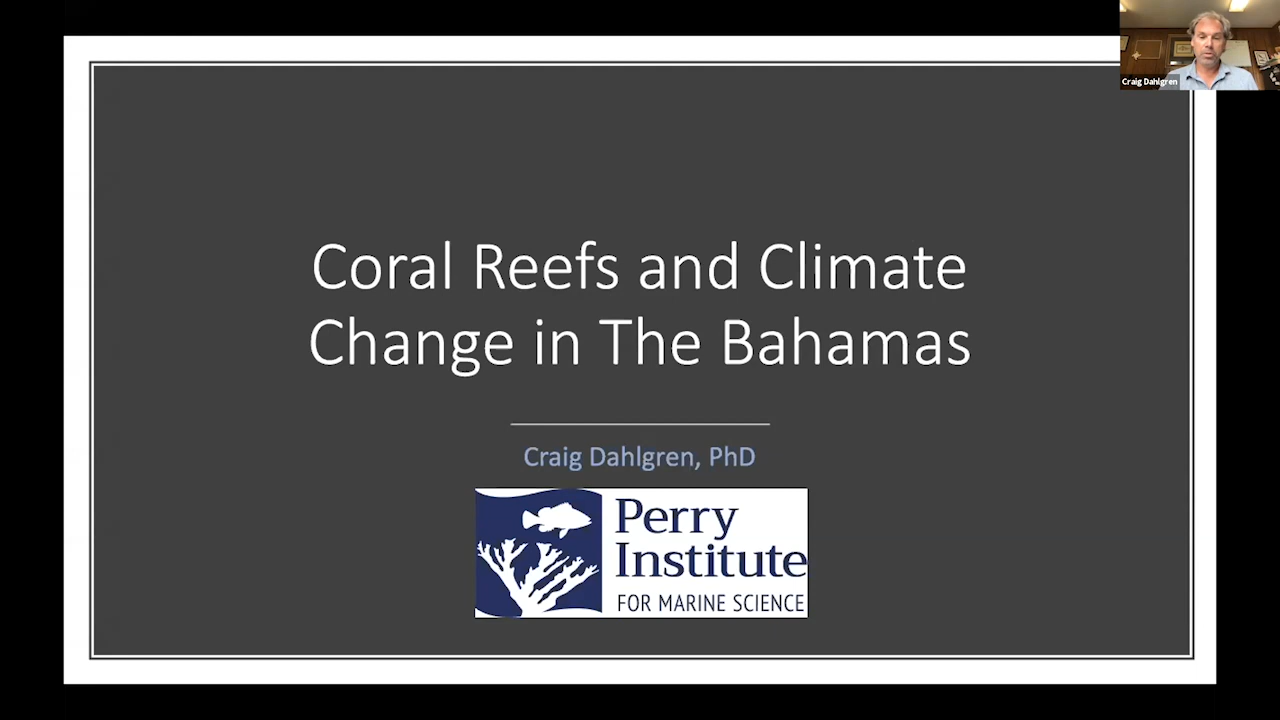 Craig Dahlgren
Coral Reefs and Climate
Change in The Bahamas
Craig Dahlgren, PhD
Perry
Institute
FOR MARINE SCIENCE